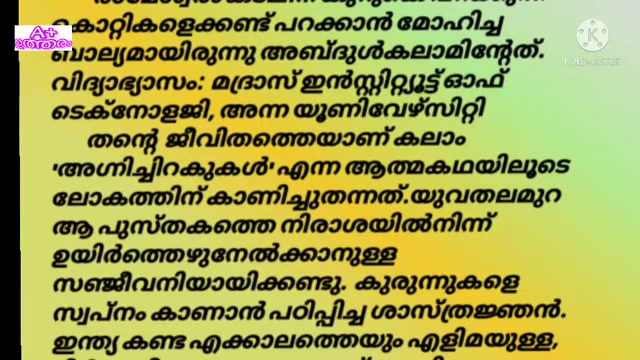 കൊറ്റികളെക്കണ്ട് പറക്കാൻ മോഹിച്ച
ബാല്യമായിരുന്നു അബ്ദുൾകലാമിന്റേത്.
വിദ്യാഭ്യാസം: മദ്രാസ് ഇൻസ്റ്റിറ്റ്യൂട്ട് ഓഫ്
ടെക്നോളജി, അന്ന യൂണിവേഴ്സിറ്റി
തന്റെ ജീവിതത്തെയാണ് കലാം
'അഗ്നിച്ചിറകുകൾ' എന്ന ആത്മകഥയിലൂടെ
ലോകത്തിന് കാണിച്ചുതന്നത്.യുവതലമുറ
ആ പുസ്തകത്തെ നിരാശയിൽനിന്ന്
ഉയിർത്തെഴുനേൽക്കാനുള്ള
സഞ്ജീവനിയായിക്കണ്ടു. കുരുന്നുകളെ
സ്വപ്നം കാണാൻ പഠിപ്പിച്ച ശാസ്ത്രജ്ഞൻ.
ഇന്ത്യ കണ്ട എക്കാലത്തെയും എളിമയുള്ള,
A+
KINEMASTER